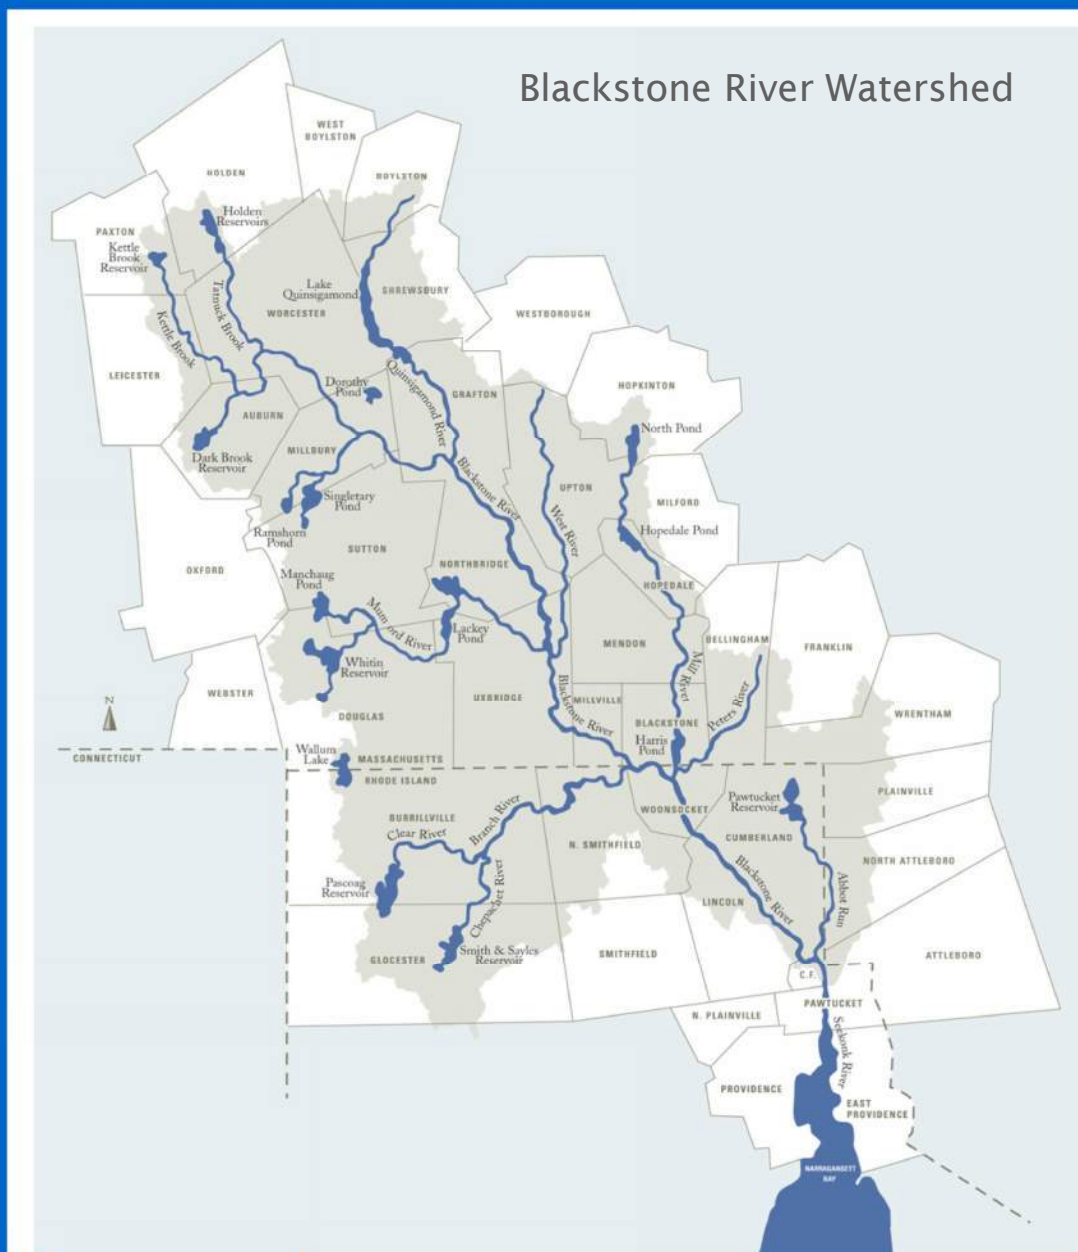 Blackstone River Watershed
WEST
BOYLSTON
HOLDEN
BOYLSTON
Holden
Reservoirs
PAXTON
Kettle
Brook
Reservoir
Lake
Quinsigamond
SHREWSBURY
Tatnuck Brook
WORCESTER
WESTBOROUGH
Kettle Brook
LEICESTER
Dorothy
Pond
Quinsigamond River
GRAFTON
HOPKINTON
AUBURN
North Pond
MILLBURY
Dark Brook
Reservoir
Blackstone River
UPTON
Singletary
Pond
MILFORD
Ramshorn
Pond
West River
Hopedale Pond
SUTTON
OXFORD
NORTHBRIDGE
Manchaug
Pond
HOPEDALE
Mumford River
Lackey
Pond
MENDON
BELLINGHAM
FRANKLIN
Whitin
Reservoir
Mill River
WEBSTER
UXBRIDGE
MILLVILLE
Peters River
N
DOUGLAS
Blackstone River
BLACKSTONE
WRENTHAM
Harris
Pond
CONNECTICUT
Wallum
Lake
MASSACHUSETTS
RHODE ISLAND
PLAINVILLE
Pawtucket
Reservoir
BURRILLVILLE
Branch River
WOONSOCKET
Clear River
N. SMITHFIELD
CUMBERLAND
NORTH ATTLEBORO
Pascoag
Reservoir
Chepachet River
Blackstone River
Abbot Run
LINCOLN
GLOCESTER
Smith & Sayles
Reservoir
SMITHFIELD
ATTLEBORO
C.F.
PAWTUCKET
N. PLAINVILLE
Seekonk River
PROVIDENCE
EAST
PROVIDENCE
NARRAGANSETT
BAY